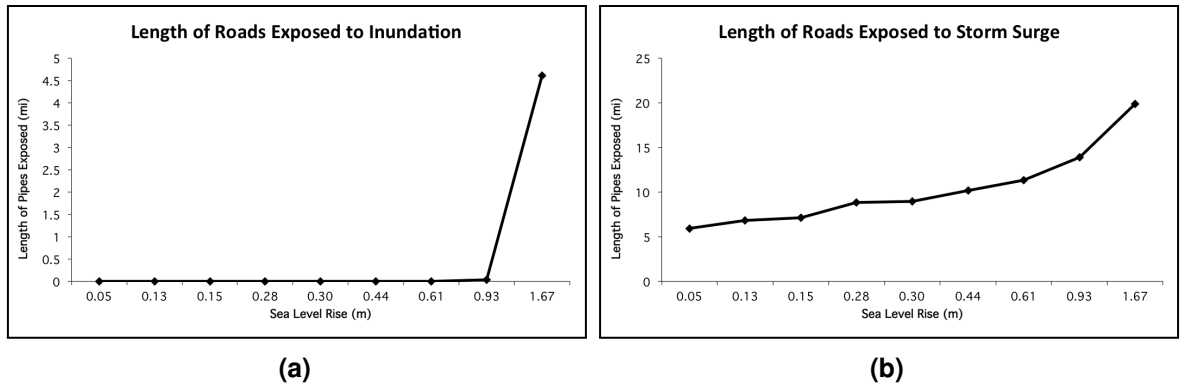 Length of Roads Exposed to Inundation
Length of Pipes Exposed (mi)
5
4.5
4
3.5
3
2.5
2
1.5
1
0.5
0
0.05 0.13 0.15 0.28 0.30 0.44 0.61 0.93 1.67
Sea Level Rise (m)
(a)
Length of Roads Exposed to Storm Surge
Length of Pipes Exposed (mi)
25
20
15
10
5
0
0.05 0.13 0.15 0.28 0.30 0.44 0.61 0.93 1.67
Sea Level Rise (m)
(b)